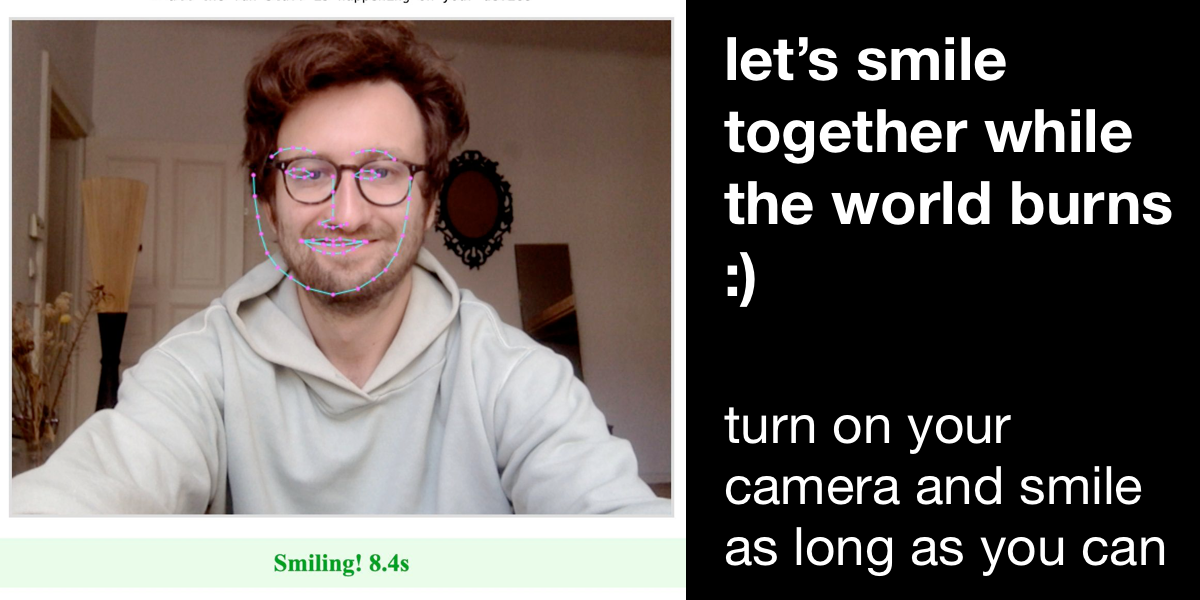 let’s smile
together while
the world burns
:)
turn on your
camera and smile
as long as you can
Smiling! 8.4s